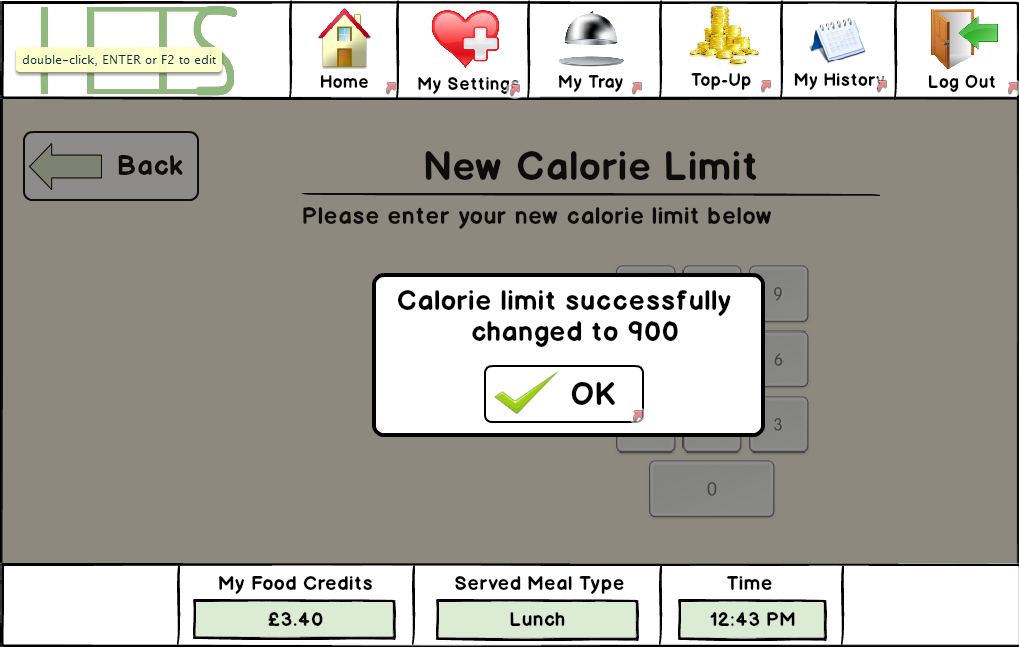 double-click, ENTER or F2 to edit
Home
My Settings
My Tray
Top-Up
My History
Log Out
Back
New Calorie Limit
Please enter your new calorie limit below
9
Calorie limit successfully
changed to 900
6
OK
3
0
My Food Credits
Served Meal Type
Time
£3.40
Lunch
12:43 PM